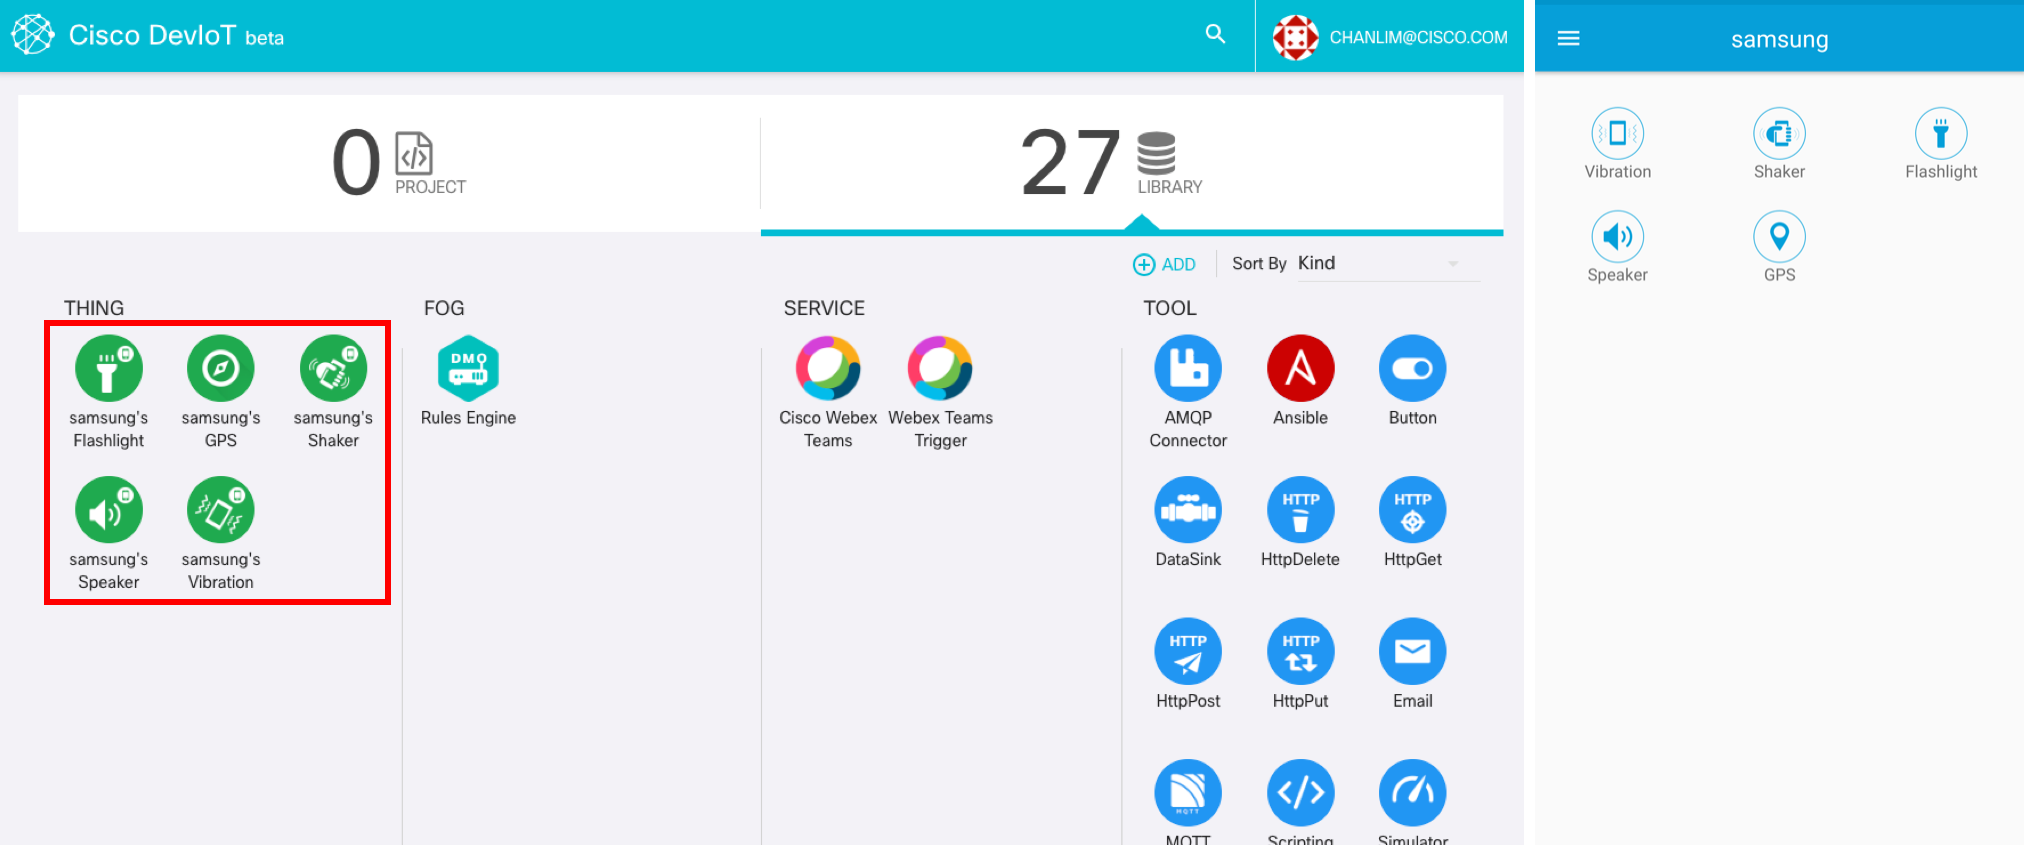 Cisco DevIoT beta
CHANLIM@CISCO.COM
0
PROJECT
27
LIBRARY
ADD
Sort By Kind
THING
samsung's
Flashlight
samsung's
GPS
samsung's
Shaker
samsung's
Speaker
samsung's
Vibration
FOG
DMO
Rules Engine
SERVICE
Cisco Webex
Teams
Webex Teams
Trigger
TOOL
AMQP
Connector
Ansible
Button
DataSink
HTTP
HttpDelete
HTTP
HttpGet
HTTP
HttpPost
HTTP
HttpPut
Email
MQTT
MQTT
Scripting
Simulator
samsung
Vibration
Shaker
Flashlight
Speaker
GPS